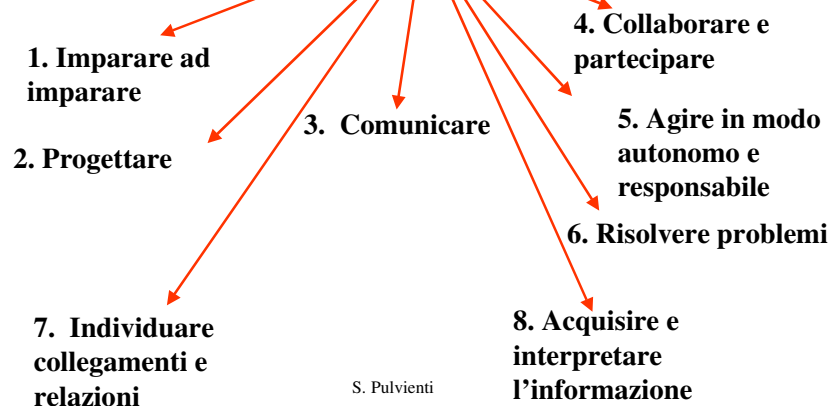 1. Imparare ad
imparare
2. Progettare
3. Comunicare
4. Collaborare e
partecipare
5. Agire in modo
autonomo e
responsabile
6. Risolvere problemi
7. Individuare
collegamenti e
relazioni
8. Acquisire e
interpretare
l’informazione
S. Pulvienti